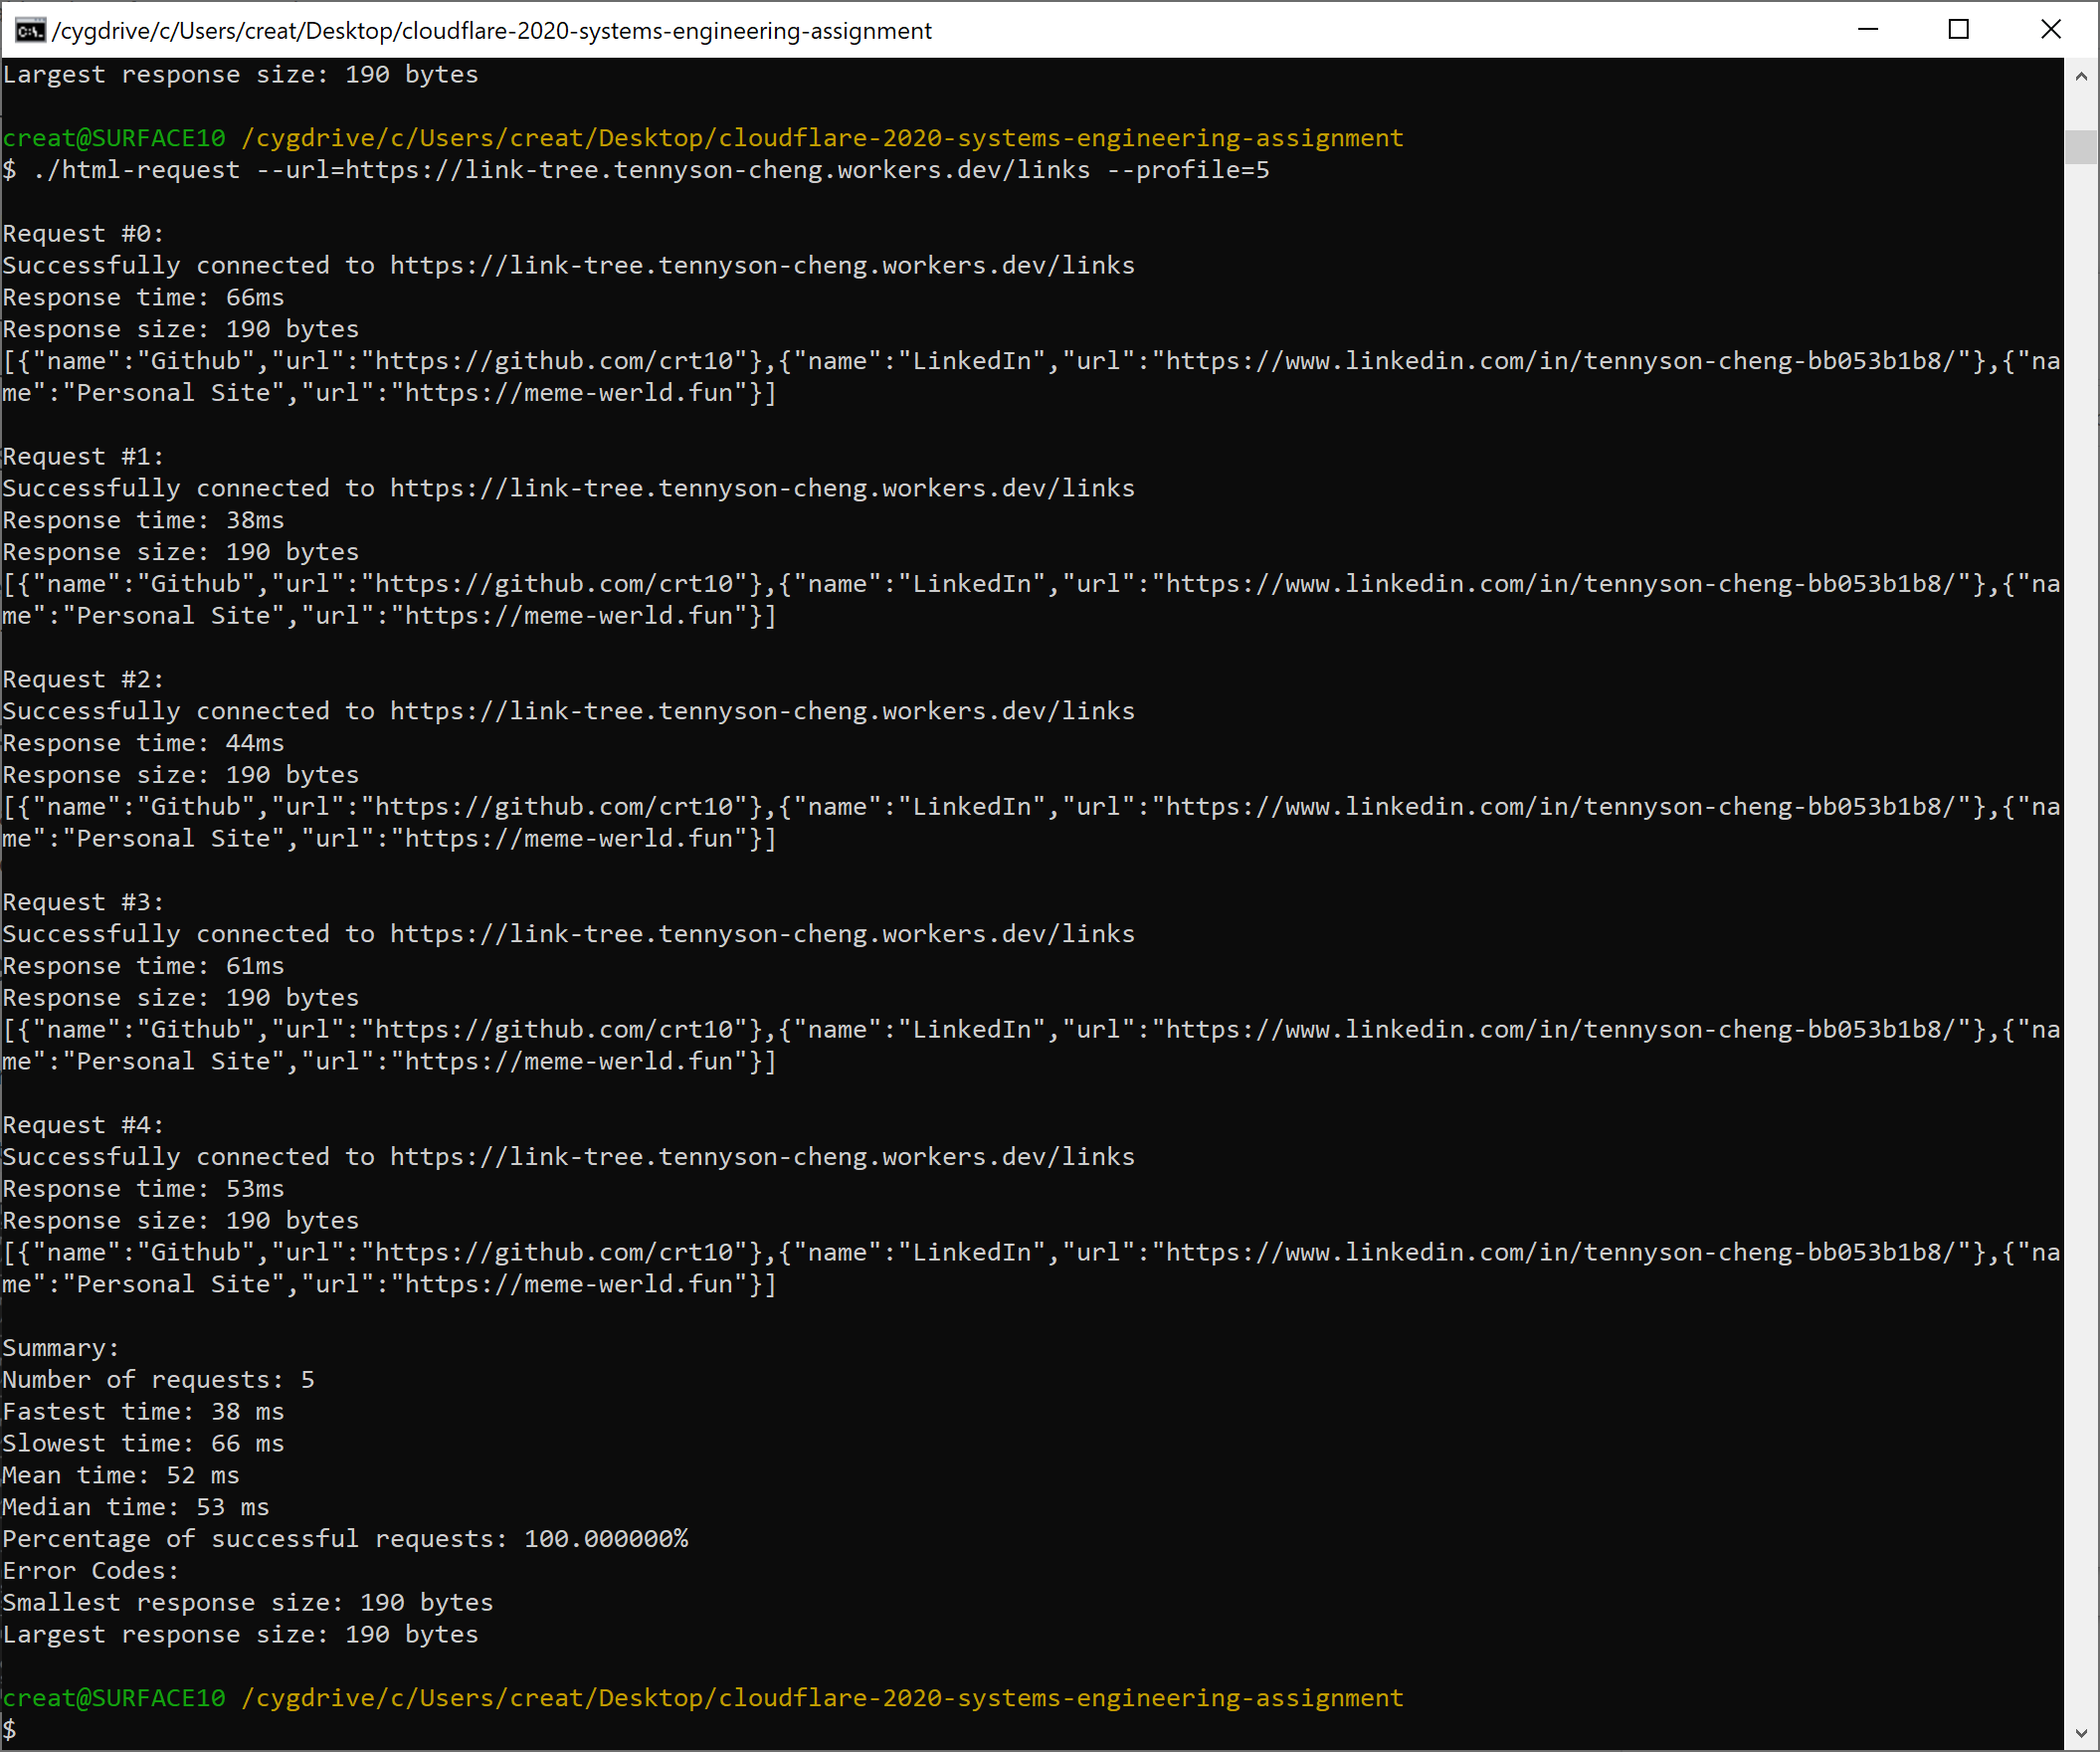 /cygdrive/c/Users/creat/Desktop/cloudflare-2020-systems-engineering-assignment
Largest response size: 190 bytes
creat@SURFACE10 /cygdrive/c/Users/creat/Desktop/cloudflare-2020-systems-engineering-assignment
$ ./html-request --url=https://link-tree.tennyson-cheng.workers.dev/links --profile=5
Request #0:
Successfully connected to https://link-tree.tennyson-cheng.workers.dev/links
Response time: 66ms
Response size: 190 bytes
[{"name":"Github","url":"https://github.com/crt10"},{"name":"LinkedIn","url":"https://www.linkedin.com/in/tennyson-cheng-bb053b1b8/"},{"na
me":"Personal Site","url":"https://meme-werld.fun"}]
Request #1:
Successfully connected to https://link-tree.tennyson-cheng.workers.dev/links
Response time: 38ms
Response size: 190 bytes
[{"name":"Github","url":"https://github.com/crt10"},{"name":"LinkedIn","url":"https://www.linkedin.com/in/tennyson-cheng-bb053b1b8/"},{"na
me":"Personal Site","url":"https://meme-werld.fun"}]
Request #2:
Successfully connected to https://link-tree.tennyson-cheng.workers.dev/links
Response time: 44ms
Response size: 190 bytes
[{"name":"Github","url":"https://github.com/crt10"},{"name":"LinkedIn","url":"https://www.linkedin.com/in/tennyson-cheng-bb053b1b8/"},{"na
me":"Personal Site","url":"https://meme-werld.fun"}]
Request #3:
Successfully connected to https://link-tree.tennyson-cheng.workers.dev/links
Response time: 61ms
Response size: 190 bytes
[{"name":"Github","url":"https://github.com/crt10"},{"name":"LinkedIn","url":"https://www.linkedin.com/in/tennyson-cheng-bb053b1b8/"},{"na
me":"Personal Site","url":"https://meme-werld.fun"}]
Request #4:
Successfully connected to https://link-tree.tennyson-cheng.workers.dev/links
Response time: 53ms
Response size: 190 bytes
[{"name":"Github","url":"https://github.com/crt10"},{"name":"LinkedIn","url":"https://www.linkedin.com/in/tennyson-cheng-bb053b1b8/"},{"na
me":"Personal Site","url":"https://meme-werld.fun"}]
Summary:
Number of requests: 5
Fastest time: 38 ms
Slowest time: 66 ms
Mean time: 52 ms
Median time: 53 ms
Percentage of successful requests: 100.000000%
Error Codes:
Smallest response size: 190 bytes
Largest response size: 190 bytes
creat@SURFACE10 /cygdrive/c/Users/creat/Desktop/cloudflare-2020-systems-engineering-assignment
$